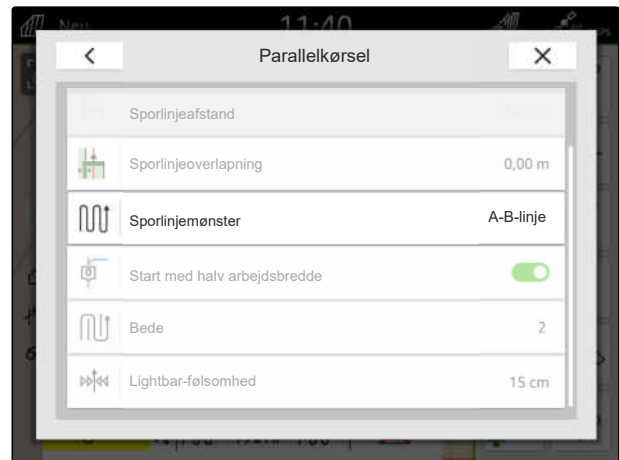 Neu 11:40
Parallelkørsel
Sporlinjeafstand
Sporlinjeoverlapning 0,00 m
Sporlinjemønster A-B-linje
Start med halv arbejdsbredde
Bede 2
Lightbar-følsomhed 15 cm